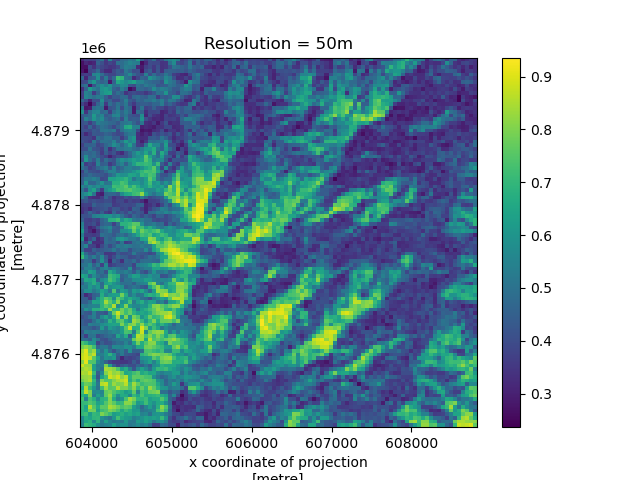 Resolution = 50m
1e6
4.879
4.878
4.877
4.876
y coordinate of projection
[metre]
604000 605000 606000 607000 608000
x coordinate of projection
[metre]
0.9
0.8
0.7
0.6
0.5
0.4
0.3